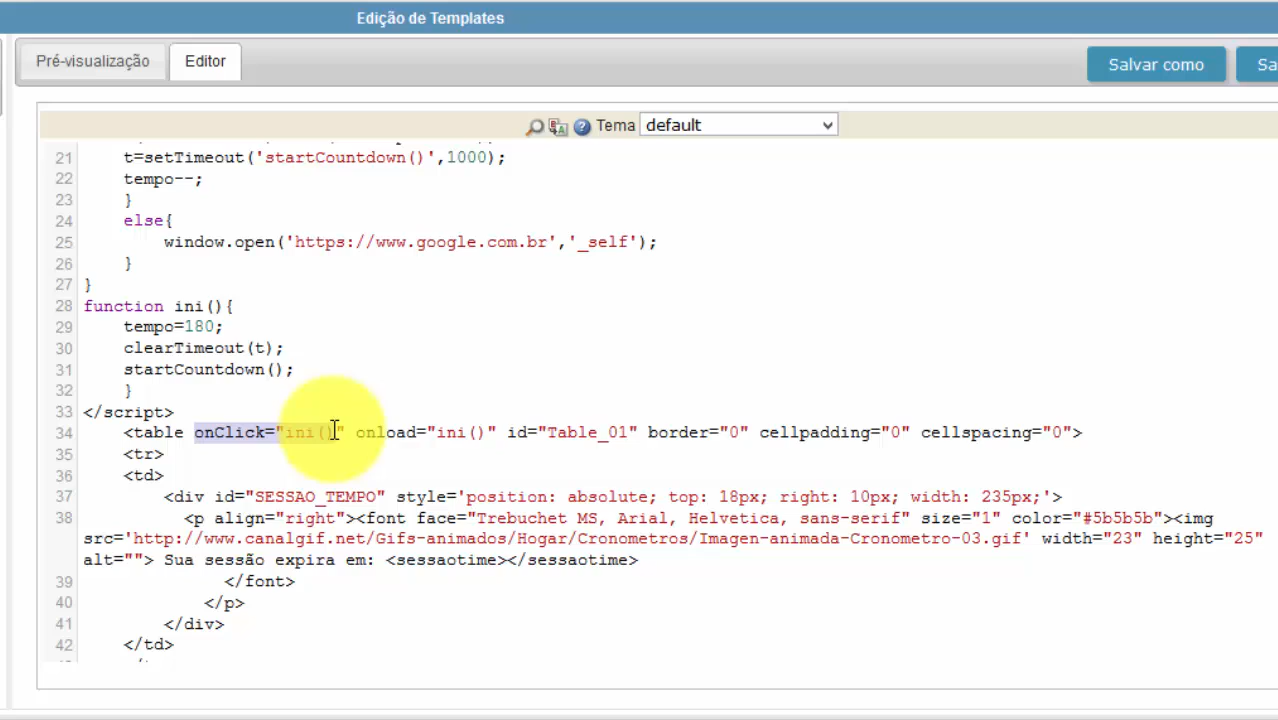 Edição de Templates
Pré-visualização
Editor
Salvar como
Sa
Tema
default
21 t=setTimeout('startCountdown()',1000);
22 tempo--;
23 }
24 else{
25 window.open('https://www.google.com.br','_self');
26 }
27 }
28 function ini(){
29 tempo=180;
30 clearTimeout(t);
31 startCountdown();
32 }
33 </script>
34 <table onClick="ini()" onload="ini()" id="Table_01" border="0" cellpadding="0" cellspacing="0">
35 <tr>
36 <td>
37 <div id="SESSAO_TEMPO" style='position: absolute; top: 18px; right: 10px; width: 235px;'>
38 <p align="right"><font face="Trebuchet MS, Arial, Helvetica, sans-serif" size="1" color="#5b5b5b"><img
src='http://www.canalgif.net/Gifs-animados/Hogar/Cronometros/Imagen-animada-Cronometro-03.gif' width="23" height="25"
alt=""> Sua sessão expira em: <sessaotime></sessaotime>
39 </font>
40 </p>
41 </div>
42 </td>